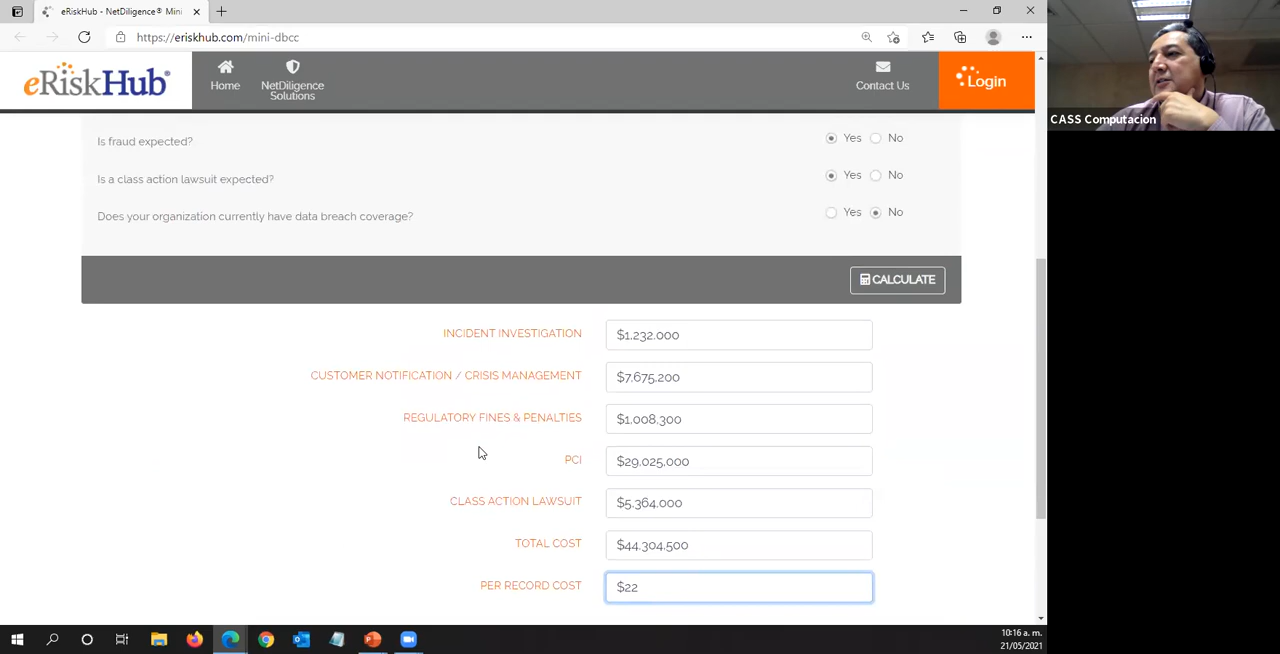 eRiskHub - NetDiligence® Mini
https://eriskhub.com/mini-dbcc
eRiskHub®
Home
NetDiligence
Solutions
Contact Us
Login
CASS Computacion
Is fraud expected? Yes No
Is a class action lawsuit expected? Yes No
Does your organization currently have data breach coverage? Yes No
CALCULATE
INCIDENT INVESTIGATION $1,232,000
CUSTOMER NOTIFICATION / CRISIS MANAGEMENT $7,675,200
REGULATORY FINES & PENALTIES $1,008,300
PCI $29,025,000
CLASS ACTION LAWSUIT $5,364,000
TOTAL COST $44,304,500
PER RECORD COST $22
10:16 a. m.
21/05/2021